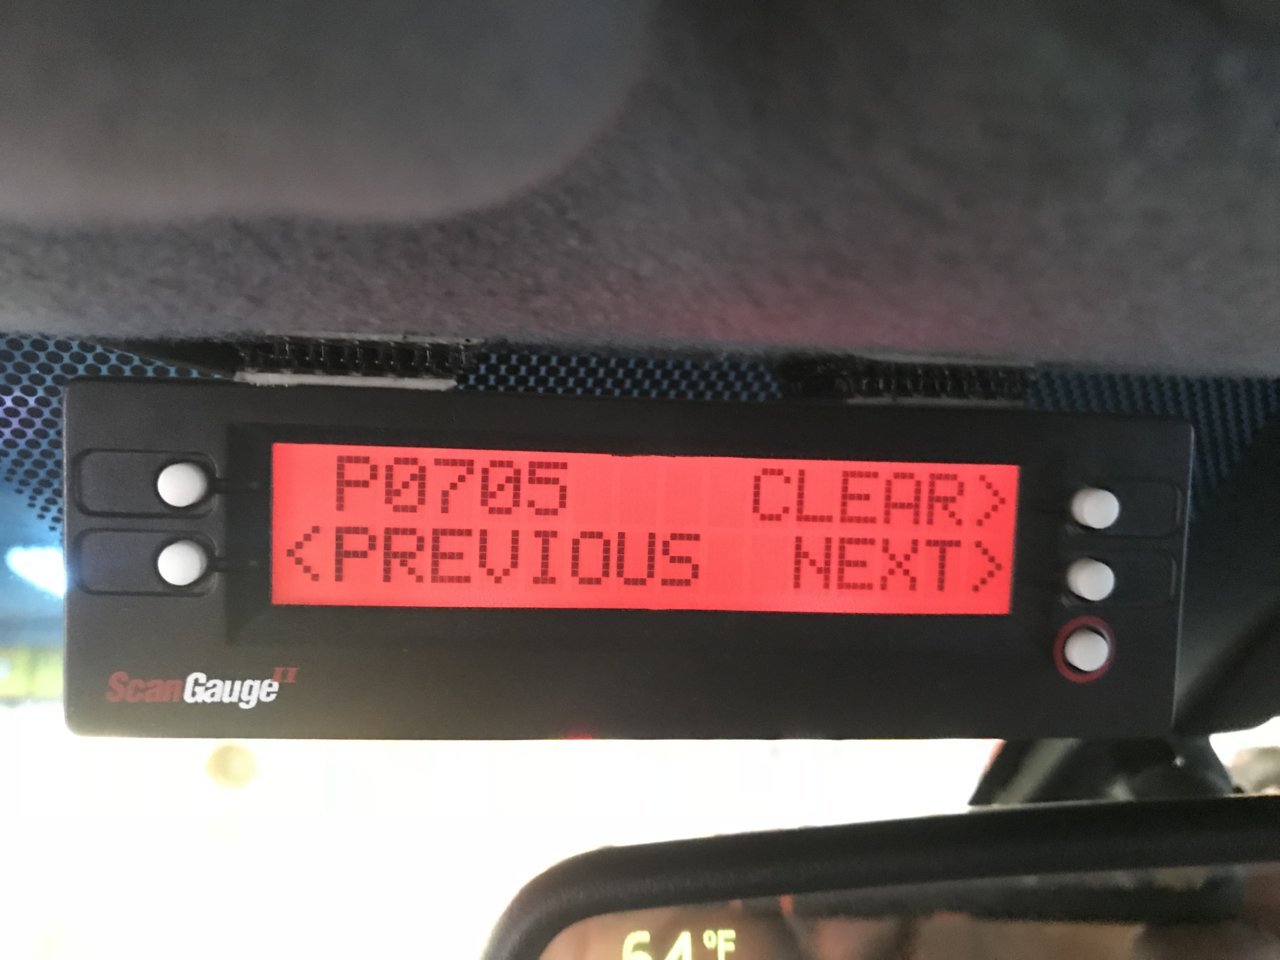 P0705 CLEAR>
<PREVIOUS NEXT>
ScanGauge II
64 °F